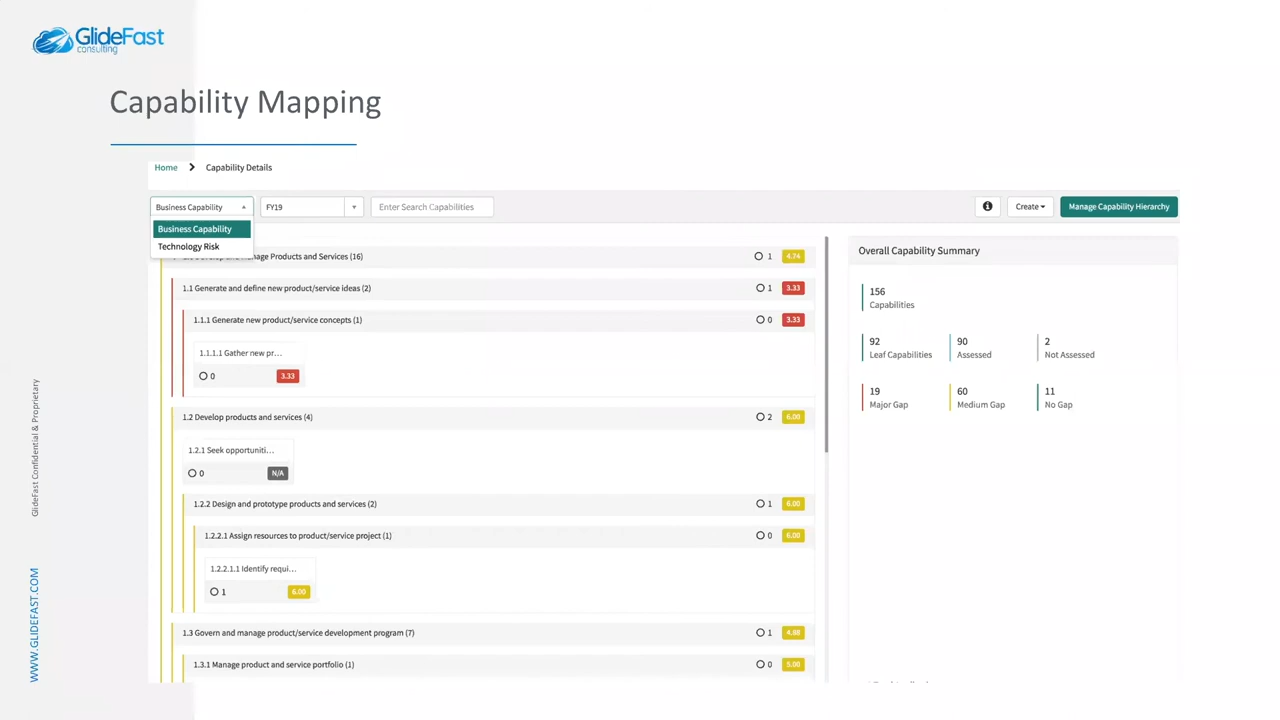 GlideFast
consulting
Capability Mapping
Home > Capability Details
Business Capability FY19 Enter Search Capabilities Create Manage Capability Hierarchy
Business Capability
Technology Risk
Manage Products and Services (16) 1 4.74
1.1 Generate and define new product/service ideas (2) 1 3.33
1.1.1 Generate new product/service concepts (1) 0 3.33
1.1.1.1 Gather new pr...
0 3.33
1.2 Develop products and services (4) 2 6.00
1.2.1 Seek opportuniti...
0 N/A
1.2.2 Design and prototype products and services (2) 1 6.00
1.2.2.1 Assign resources to product/service project (1) 0 6.00
1.2.2.1.1 Identify requi...
1 6.00
1.3 Govern and manage product/service development program (7) 1 4.88
1.3.1 Manage product and service portfolio (1) 0 5.00
Overall Capability Summary
156
Capabilities
92 90 2
Leaf Capabilities Assessed Not Assessed
19 60 11
Major Gap Medium Gap No Gap
GlideFast Confidential & Proprietary
WWW.GLIDEFAST.COM